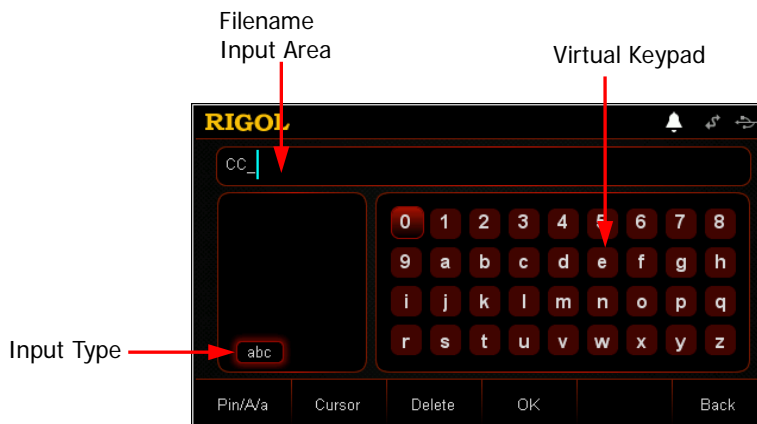 Filename
Input Area
Virtual Keypad
RIGOL
CC_
0 1 2 3 4 5 6 7 8
9 a b c d e f g h
i j k l m n o p q
r s t u v w x y z
Input Type
abc
Pin/A/a Cursor Delete OK Back